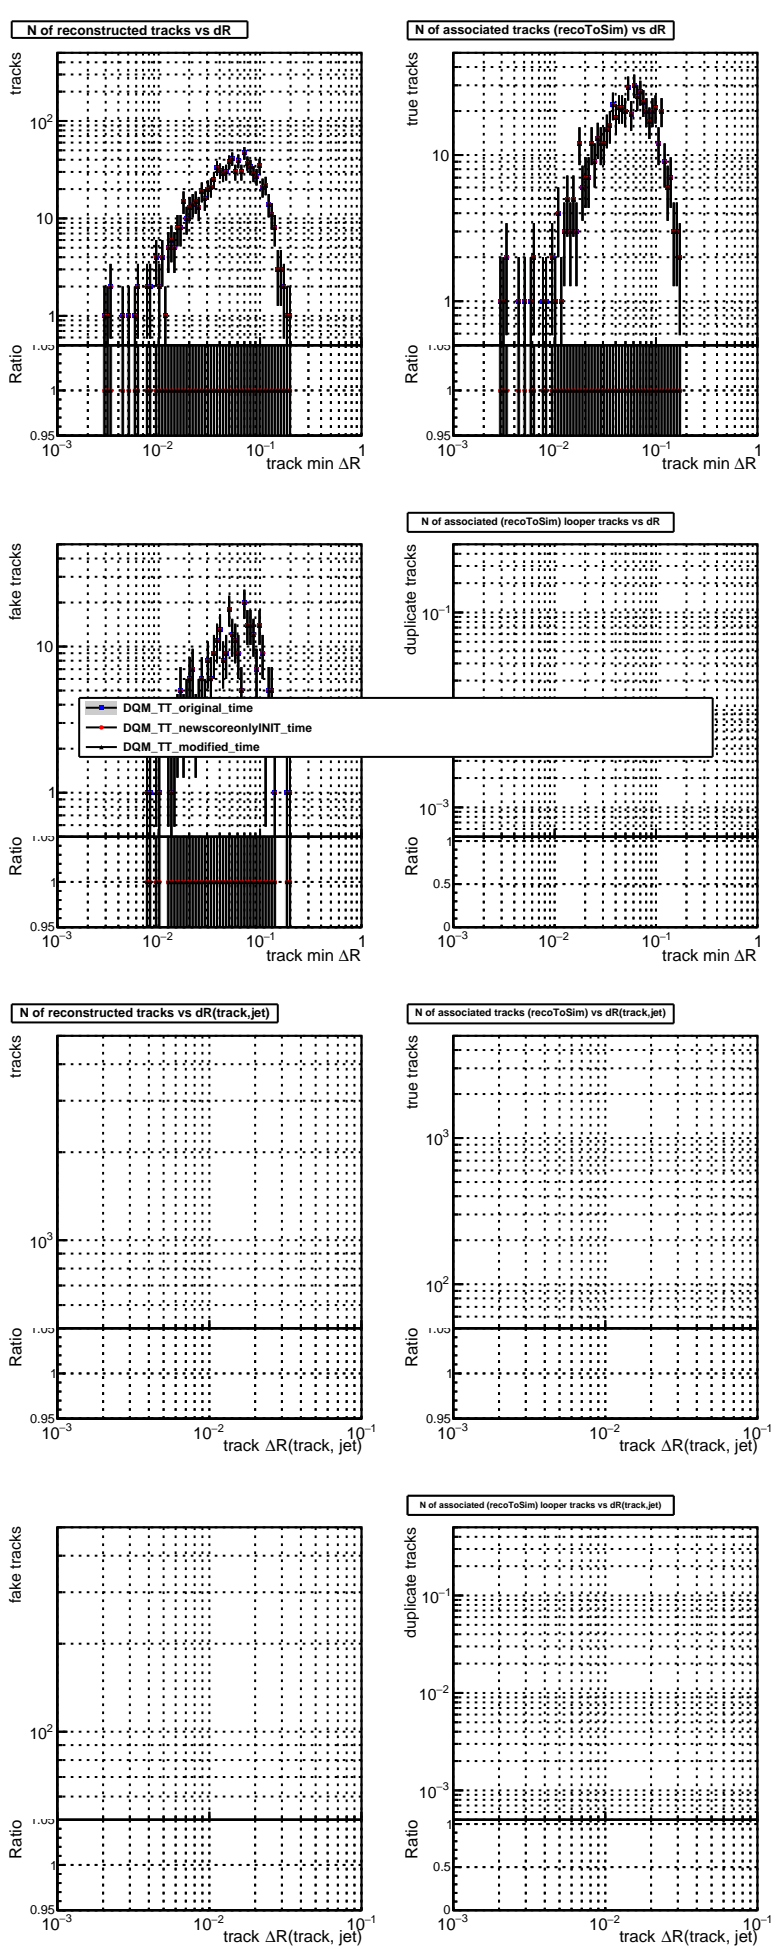 N of reconstructed tracks vs dR
tracks
10²
10
1
1.05
Ratio
1
0.95
10⁻³
10⁻²
10⁻¹
1
track min ΔR
N of associated tracks (recoToSim) vs dR
true tracks
10
1
1.05
Ratio
1
0.95
10⁻³
10⁻²
10⁻¹
1
track min ΔR
fake tracks
10
1
1.05
Ratio
1
0.95
10⁻³
10⁻²
10⁻¹
1
track min ΔR
N of associated (recoToSim) looper tracks vs dR
duplicate tracks
10⁻¹
10⁻³
1
Ratio
0.5
0
10⁻³
10⁻²
10⁻¹
1
track min ΔR
DQM_TT_original_time
DQM_TT_newscoreonlyINIT_time
DQM_TT_modified_time
N of reconstructed tracks vs dR(track,jet)
tracks
10³
1.05
Ratio
1
0.95
10⁻³
10⁻²
10⁻¹
track ΔR(track, jet)
N of associated tracks (recoToSim) vs dR(track,jet)
true tracks
10³
10²
1.05
Ratio
1
0.95
10⁻³
10⁻²
10⁻¹
track ΔR(track, jet)
fake tracks
10²
1.05
Ratio
1
0.95
10⁻³
10⁻²
10⁻¹
track ΔR(track, jet)
N of associated (recoToSim) looper tracks vs dR(track,jet)
duplicate tracks
10⁻¹
10⁻²
10⁻³
1
Ratio
0.5
0
10⁻³
10⁻²
10⁻¹
track ΔR(track, jet)